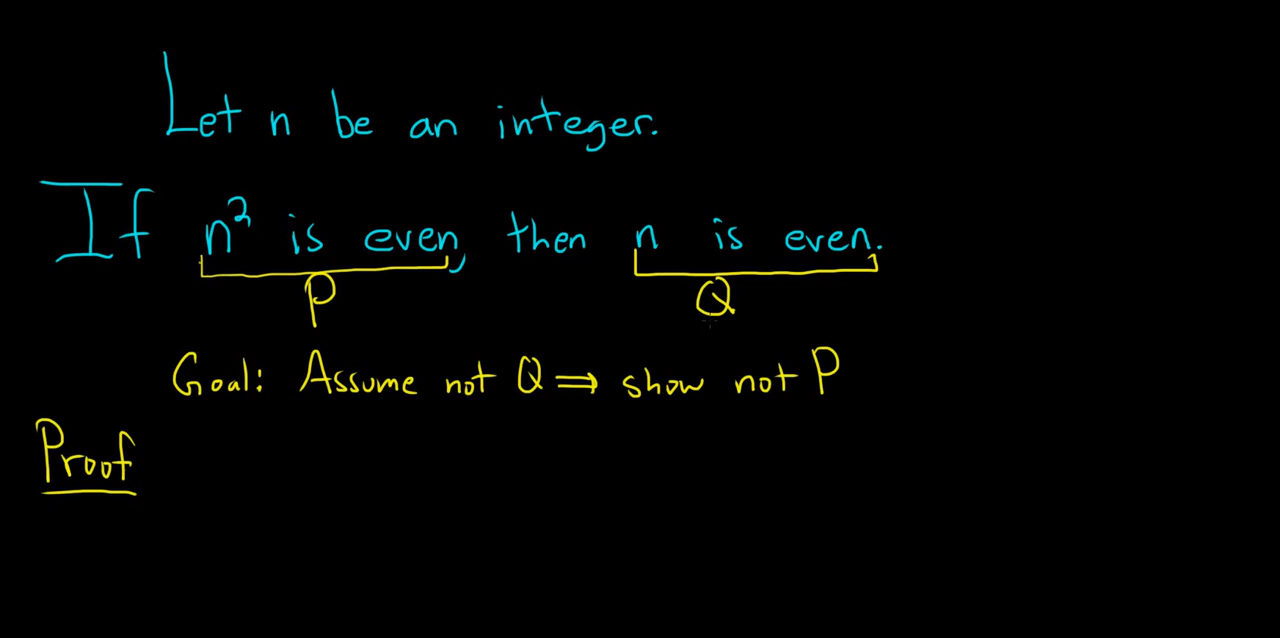 Let n be an integer.
If n² is even, then n is even.
P Q
Goal: Assume not Q ⇒ show not P
Proof